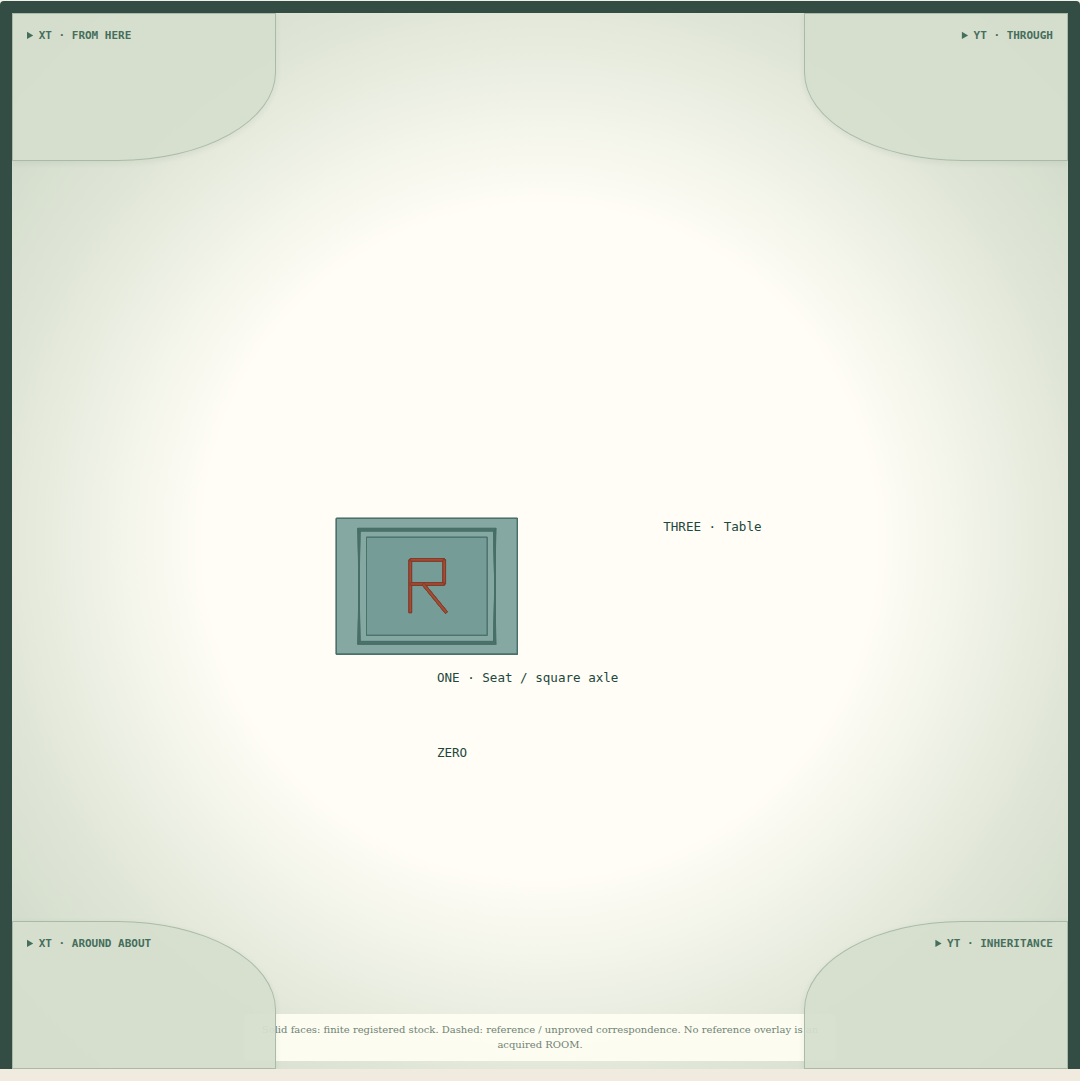 XT · FROM HERE
YT · THROUGH
THREE · Table
R
ONE · Seat / square axle
ZERO
XT · AROUND ABOUT
YT · INHERITANCE
faces: finite registered stock. Dashed: reference / unproved correspondence. No reference overlay is
acquired ROOM.